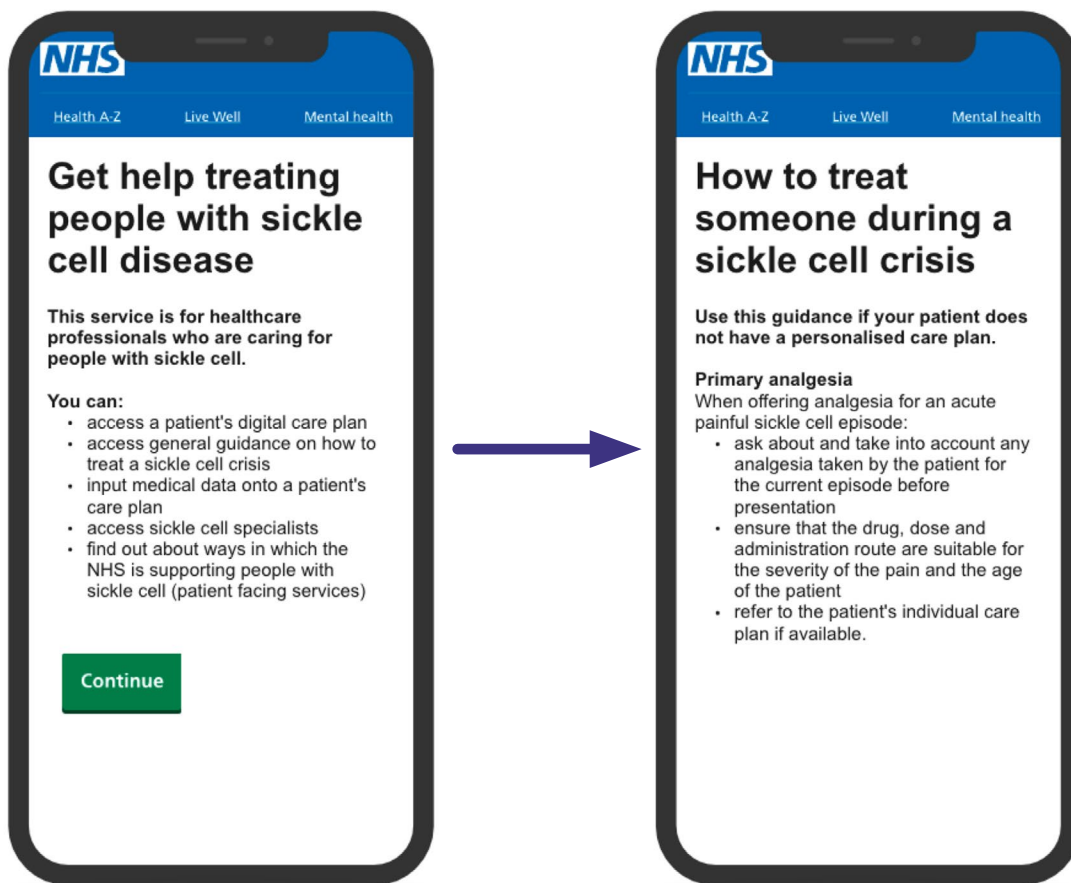 NHS
Health A-Z Live Well Mental health
Get help treating
people with sickle
cell disease
This service is for healthcare
professionals who are caring for
people with sickle cell.
You can:
• access a patient's digital care plan
• access general guidance on how to
treat a sickle cell crisis
• input medical data onto a patient's
care plan
• access sickle cell specialists
• find out about ways in which the
NHS is supporting people with
sickle cell (patient facing services)
Continue
NHS
Health A-Z Live Well Mental health
How to treat
someone during a
sickle cell crisis
Use this guidance if your patient does
not have a personalised care plan.
Primary analgesia
When offering analgesia for an acute
painful sickle cell episode:
• ask about and take into account any
analgesia taken by the patient for
the current episode before
presentation
• ensure that the drug, dose and
administration route are suitable for
the severity of the pain and the age
of the patient
• refer to the patient's individual care
plan if available.